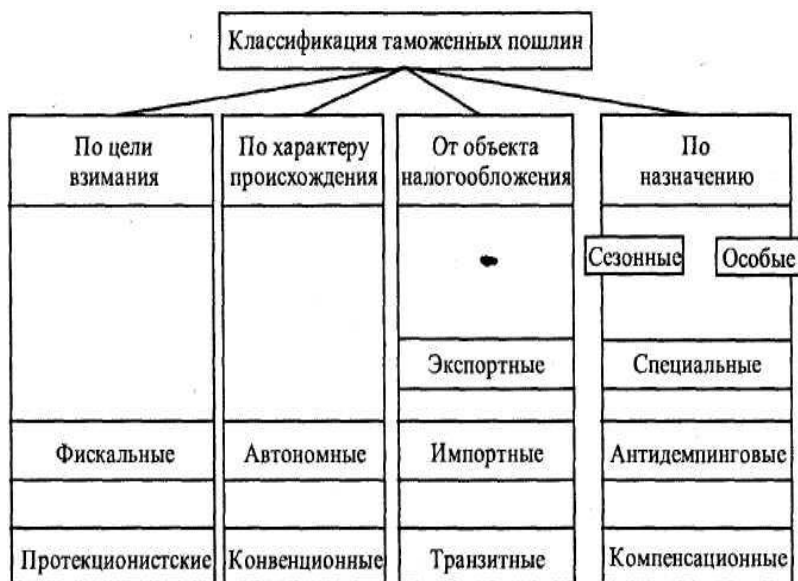 Классификация таможенных пошлин
По цели
взимания
По характеру
происхождения
От объекта
налогообложения
По
назначению
Сезонные
Особые
Экспортные
Специальные
Фискальные
Автономные
Импортные
Антидемпинговые
Протекционистские
Конвенционные
Транзитные
Компенсационные